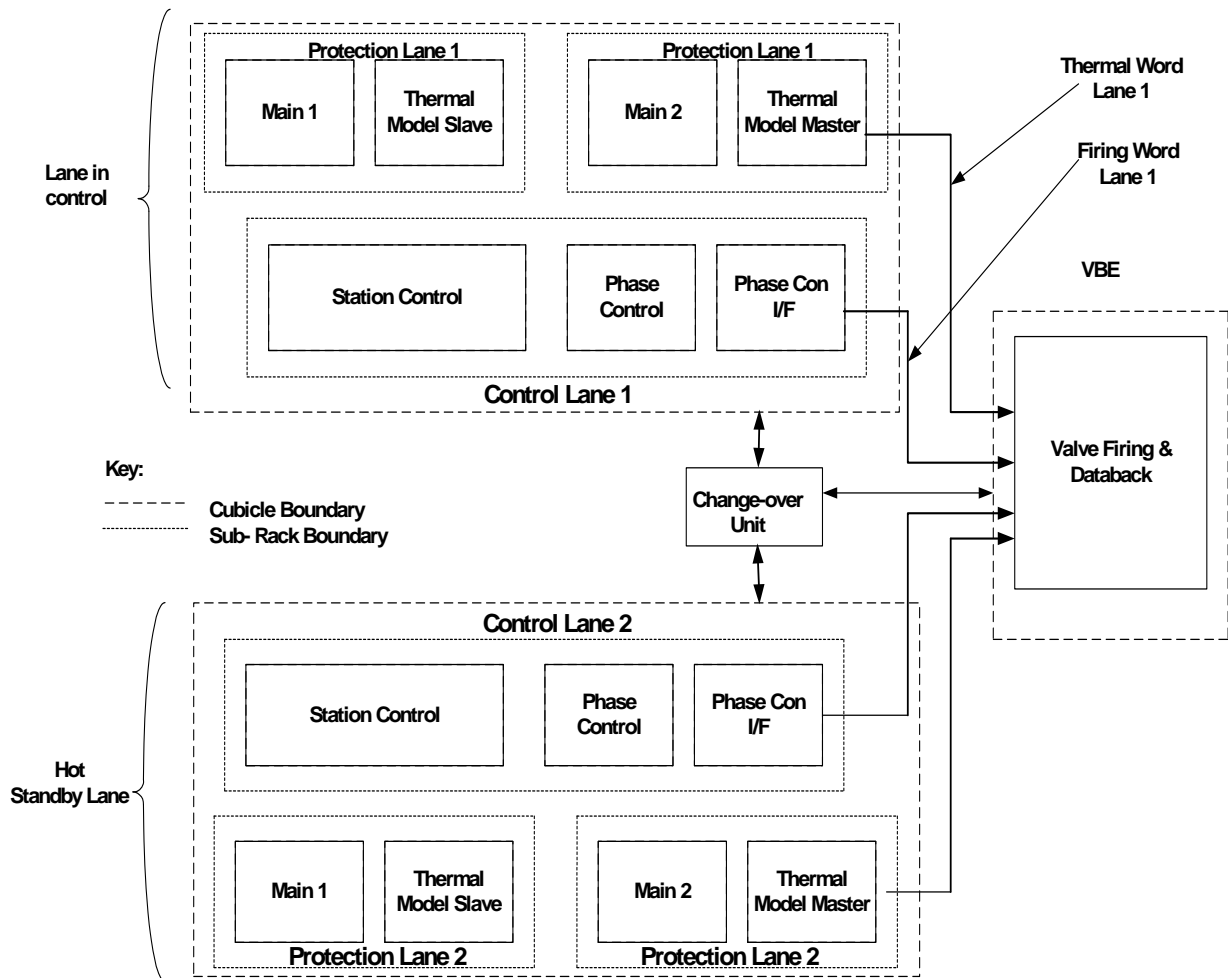 Protection Lane 1
Main 1
Thermal
Model Slave
Protection Lane 1
Main 2
Thermal
Model Master
Thermal Word
Lane 1
Firing Word
Lane 1
Lane in
control
Station Control
Phase
Control
Phase Con
I/F
Control Lane 1
VBE
Valve Firing &
Databack
Key:
Cubicle Boundary
Sub- Rack Boundary
Change-over
Unit
Control Lane 2
Station Control
Phase
Control
Phase Con
I/F
Hot
Standby Lane
Main 1
Thermal
Model Slave
Protection Lane 2
Main 2
Thermal
Model Master
Protection Lane 2